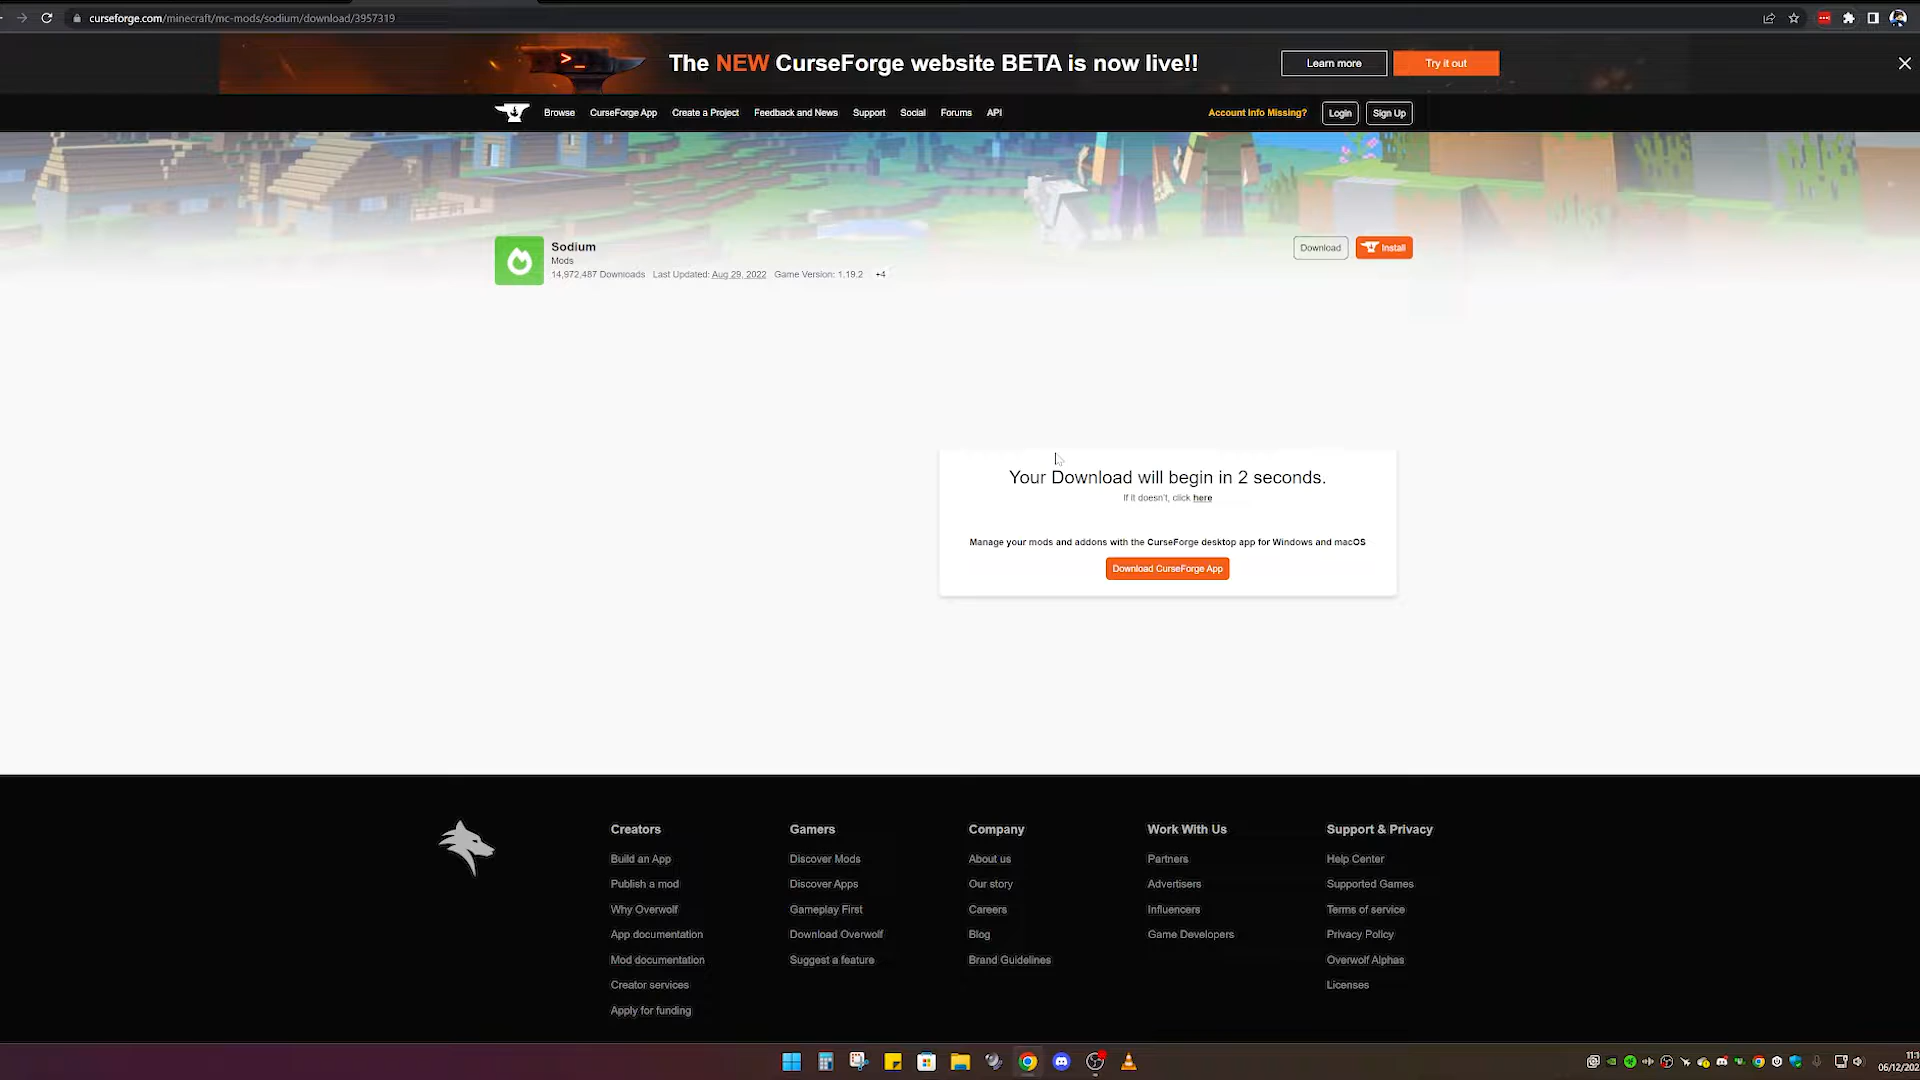 curseforge.com/minecraft/mc-mods/sodium/download/3957319
The NEW CurseForge website BETA is now live!!
Learn more
Try it out
Browse
CurseForge App
Create a Project
Feedback and News
Support
Social
Forums
API
Account Info Missing?
Login
Sign Up
Sodium
Mods
14,972,487 Downloads Last Updated: Aug 29, 2022 Game Version: 1.19.2 +4
Download
Install
Your Download will begin in 2 seconds.
If it doesn't, click here
Manage your mods and addons with the CurseForge desktop app for Windows and macOS
Download CurseForge App
Creators
Build an App
Publish a mod
Why Overwolf
App documentation
Mod documentation
Creator services
Apply for funding
Gamers
Discover Mods
Discover Apps
Gameplay First
Download Overwolf
Suggest a feature
Company
About us
Our story
Careers
Blog
Brand Guidelines
Work With Us
Partners
Advertisers
Influencers
Game Developers
Support & Privacy
Help Center
Supported Games
Terms of service
Privacy Policy
Overwolf Alphas
Licenses